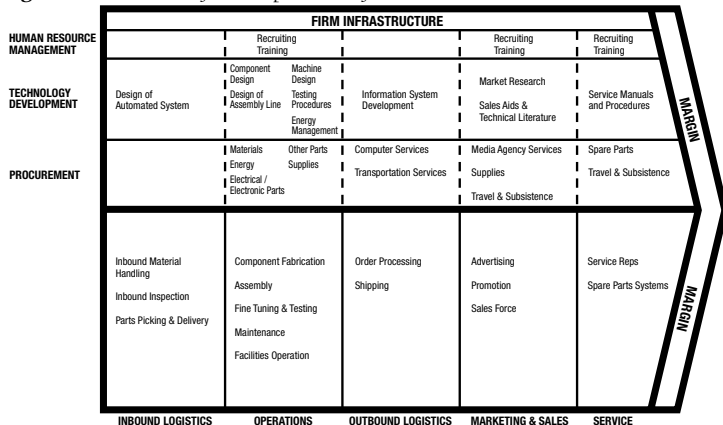 FIRM INFRASTRUCTURE
HUMAN RESOURCE
MANAGEMENT
Recruiting
Training
Recruiting
Training
Recruiting
Training
TECHNOLOGY
DEVELOPMENT
Design of
Automated System
Component
Design
Design of
Assembly Line
Machine
Design
Testing
Procedures
Energy
Management
Information System
Development
Market Research
Sales Aids &
Technical Literature
Service Manuals
and Procedures
PROCUREMENT
Materials
Energy
Electrical /
Electronic Parts
Other Parts
Supplies
Computer Services
Transportation Services
Media Agency Services
Supplies
Travel & Subsistence
Spare Parts
Travel & Subsistence
MARGIN
Inbound Material
Handling
Inbound Inspection
Parts Picking & Delivery
Component Fabrication
Assembly
Fine Tuning & Testing
Maintenance
Facilities Operation
Order Processing
Shipping
Advertising
Promotion
Sales Force
Service Reps
Spare Parts Systems
MARGIN
INBOUND LOGISTICS
OPERATIONS
OUTBOUND LOGISTICS
MARKETING & SALES
SERVICE